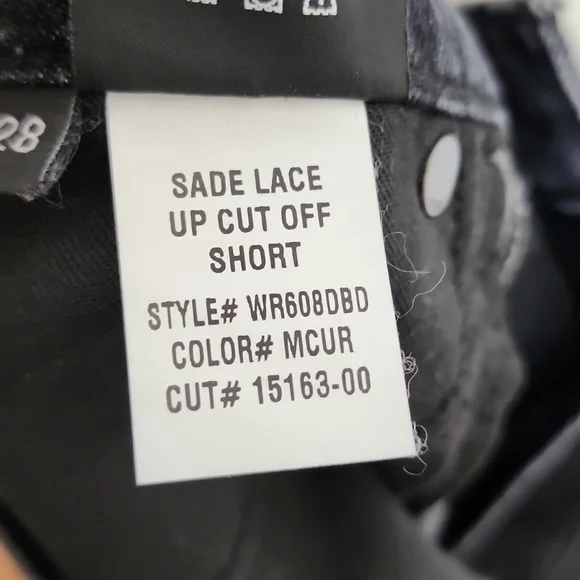 28
SADE LACE
UP CUT OFF
SHORT
STYLE# WR608DBD
COLOR# MCUR
CUT# 15163-00